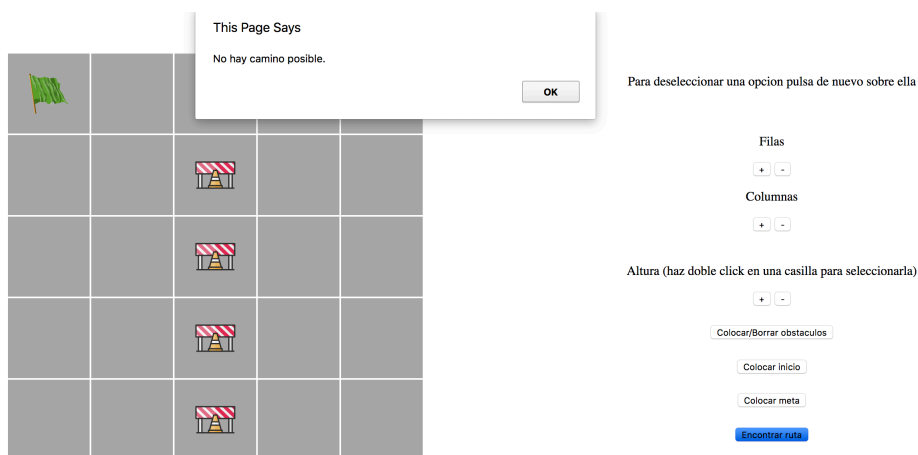 This Page Says
No hay camino posible.
OK
Para deseleccionar una opcion pulsa de nuevo sobre ella
Filas
+ -
Columnas
+ -
Altura (haz doble click en una casilla para seleccionarla)
+ -
Colocar/Borrar obstaculos
Colocar inicio
Colocar meta
Encontrar ruta